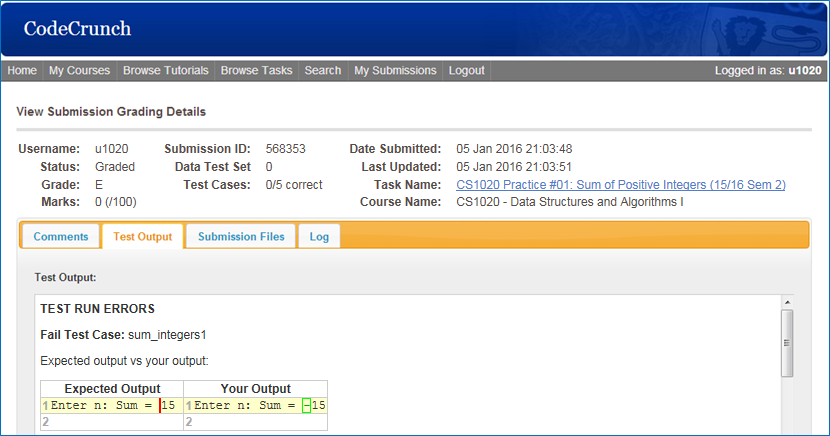 CodeCrunch
Home My Courses Browse Tutorials Browse Tasks Search My Submissions Logout Logged in as: u1020
View Submission Grading Details
Username: u1020 Submission ID: 568353 Date Submitted: 05 Jan 2016 21:03:48
Status: Graded Data Test Set 0 Last Updated: 05 Jan 2016 21:03:51
Grade: E Test Cases: 0/5 correct Task Name: CS1020 Practice #01: Sum of Positive Integers (15/16 Sem 2)
Marks: 0 (/100) Course Name: CS1020 - Data Structures and Algorithms I
Comments Test Output Submission Files Log
Test Output:
TEST RUN ERRORS
Fail Test Case: sum_integers1
Expected output vs your output:
Expected Output Your Output
1 Enter n: Sum = 15 1 Enter n: Sum = -15
2 2